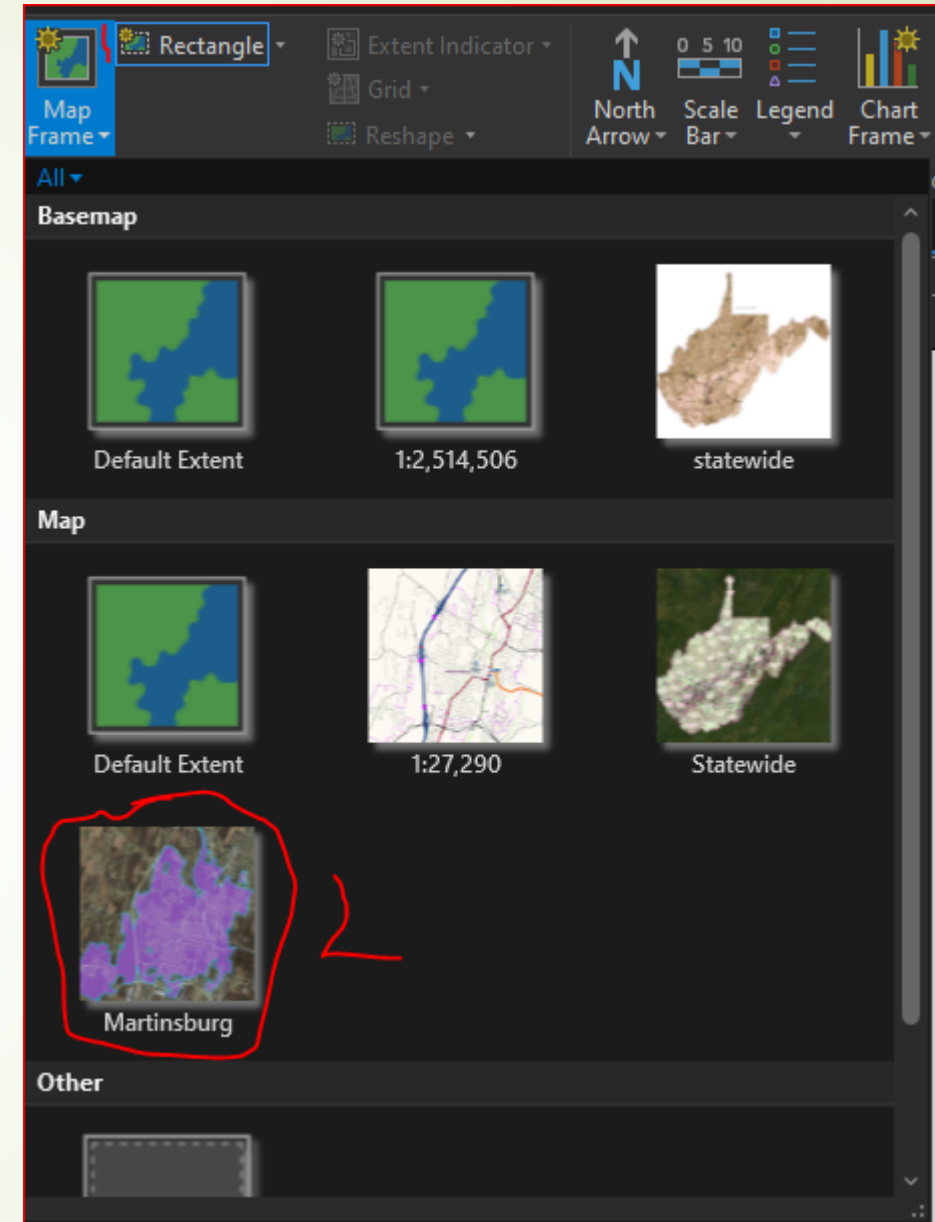 Rectangle
Extent Indicator
Grid
Reshape
Map
Frame
0 5 10
N
North
Arrow
Scale
Bar
Legend
Chart
Frame
All
Basemap
Default Extent
1:2,514,506
statewide
Map
Default Extent
1:27,290
Statewide
Martinsburg
2
Other